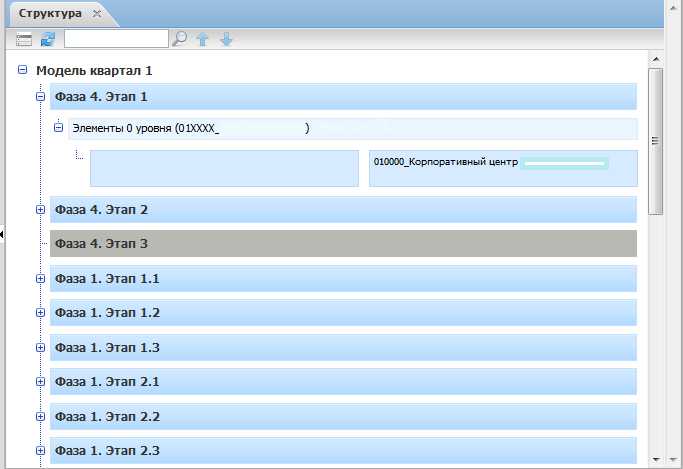 Структура
Модель квартал 1
Фаза 4. Этап 1
Элементы 0 уровня (01XXXX_ )
010000_Корпоративный центр
Фаза 4. Этап 2
Фаза 4. Этап 3
Фаза 1. Этап 1.1
Фаза 1. Этап 1.2
Фаза 1. Этап 1.3
Фаза 1. Этап 2.1
Фаза 1. Этап 2.2
Фаза 1. Этап 2.3